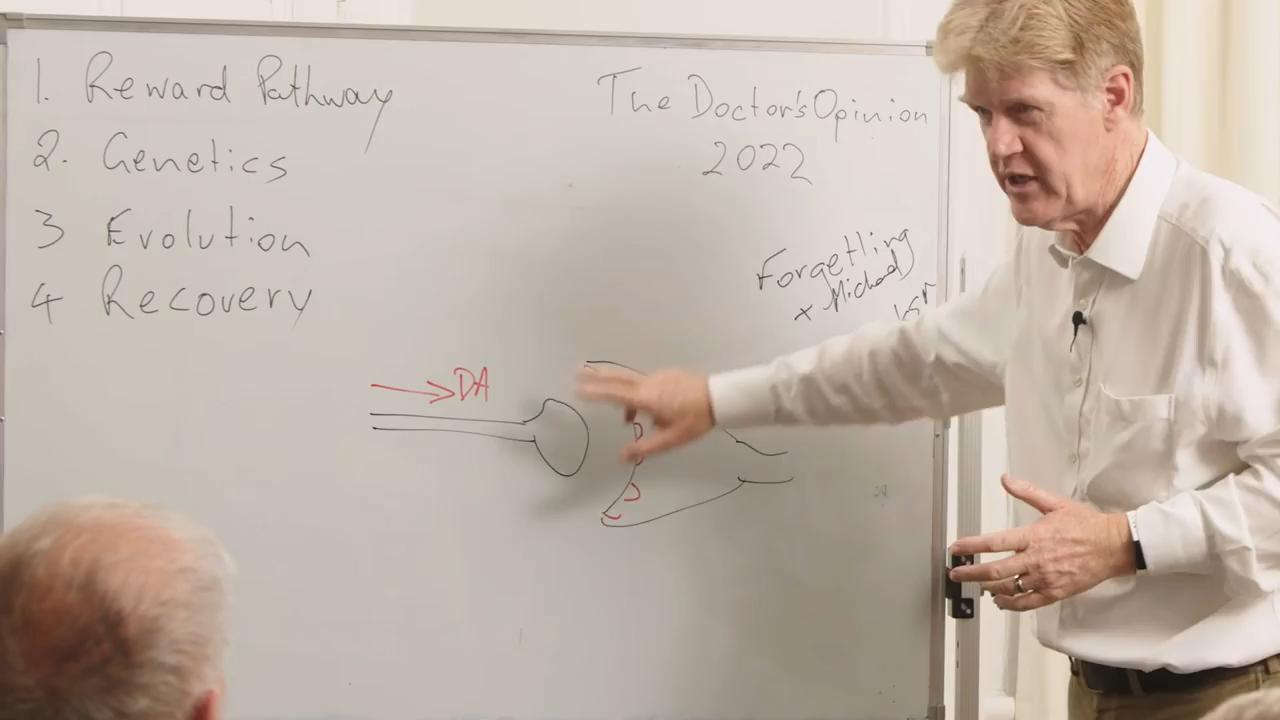 1. Reward Pathway
2. Genetics
3 Evolution
4 Recovery
The Doctor's Opinion
2022
Forgetting
x Michael
DA